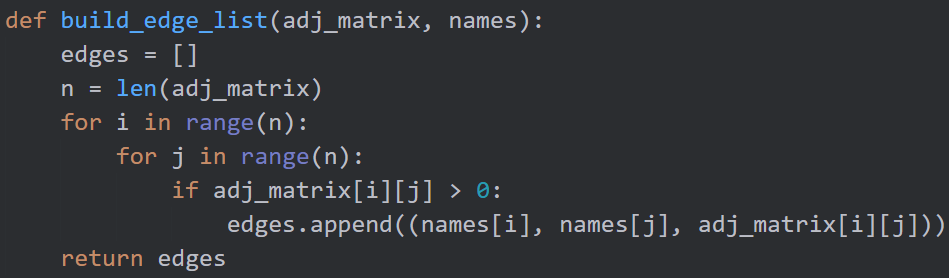 def build_edge_list(adj_matrix, names):
    edges = []
    n = len(adj_matrix)
    for i in range(n):
        for j in range(n):
            if adj_matrix[i][j] > 0:
                edges.append((names[i], names[j], adj_matrix[i][j]))
    return edges